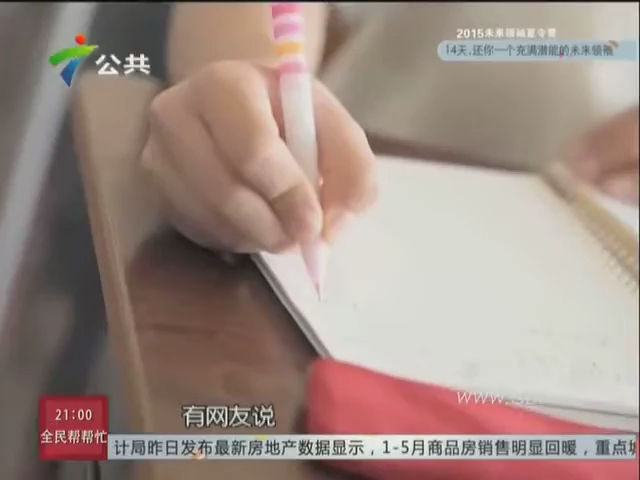 公共
2015未来领袖夏令营
14天,还你一个充满潜能的未来领袖
www.
有网友说
21:00
全民帮帮忙
计局昨日发布最新房地产数据显示，1-5月商品房销售明显回暖，重点城